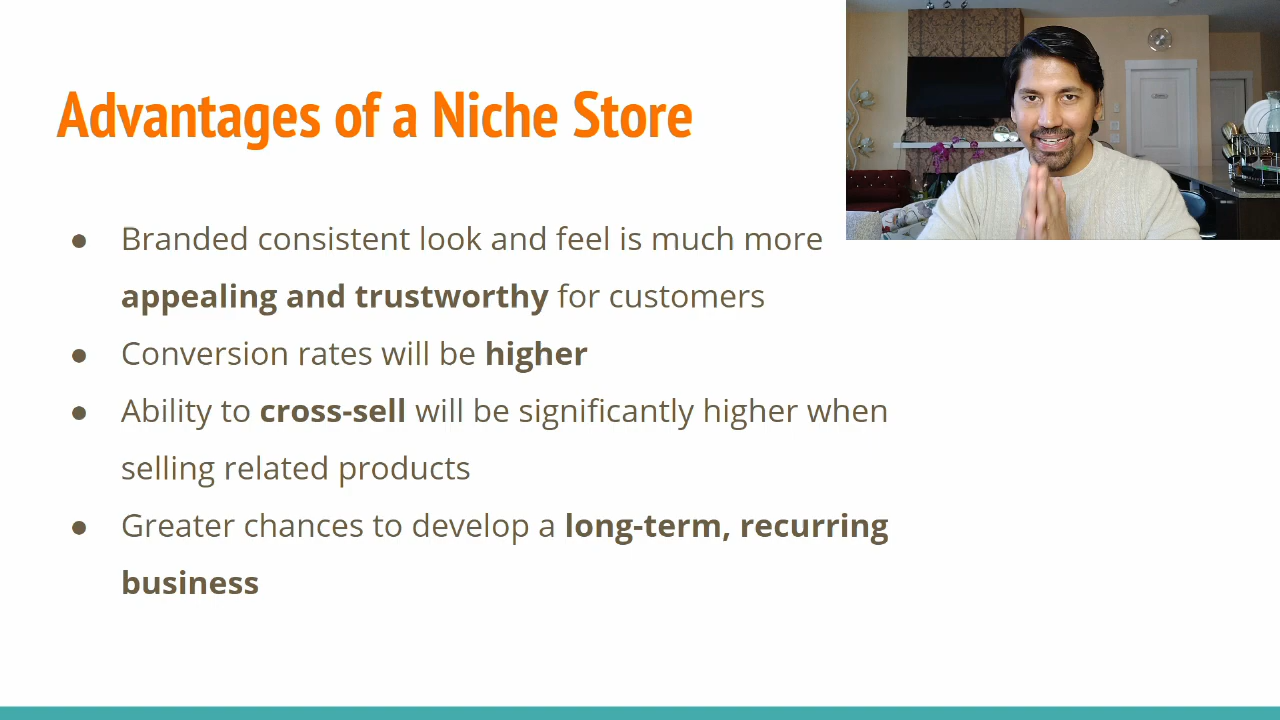 Advantages of a Niche Store
● Branded consistent look and feel is much more
appealing and trustworthy for customers
● Conversion rates will be higher
● Ability to cross-sell will be significantly higher when
selling related products
● Greater chances to develop a long-term, recurring
business